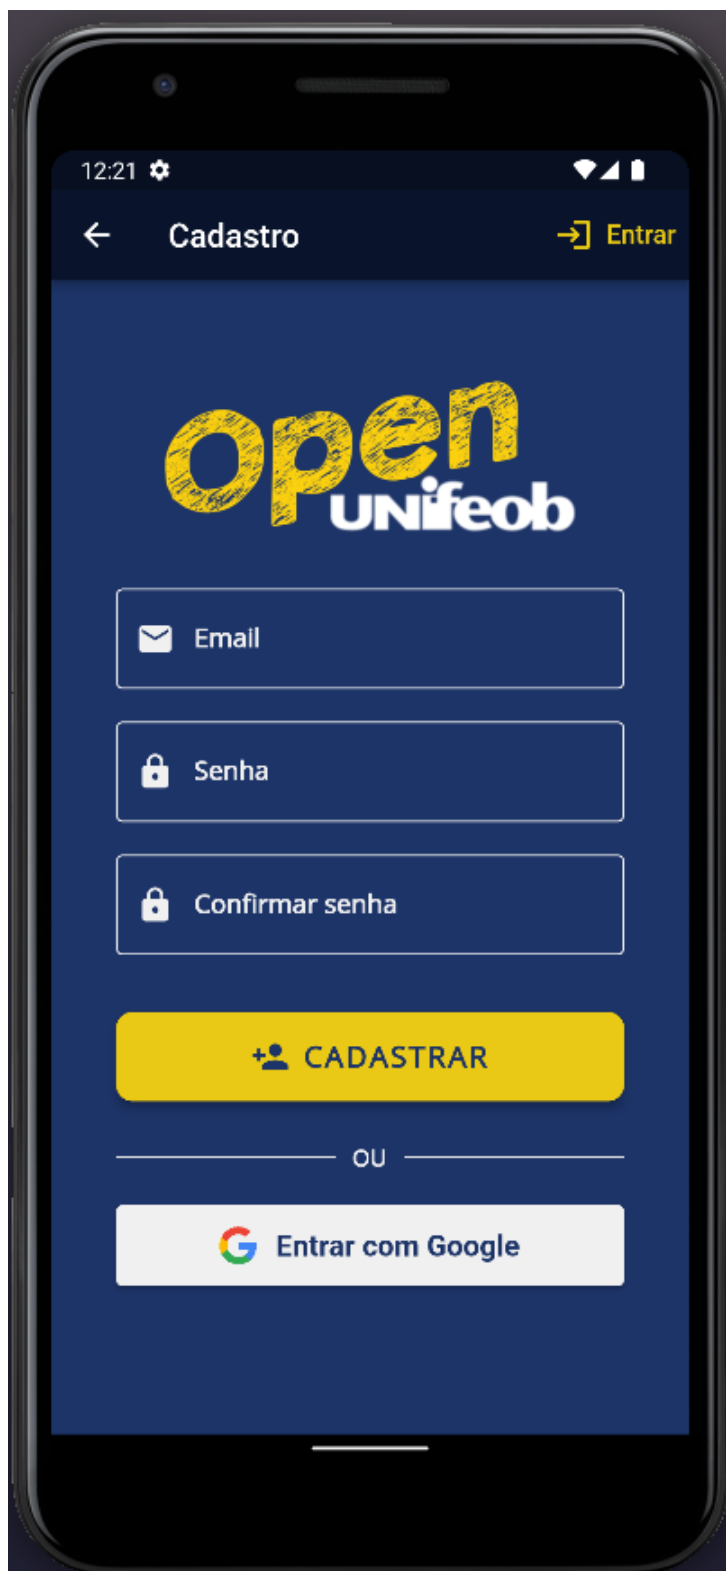 12:21
Cadastro
Entrar
Open
UNifeob
Email
Senha
Confirmar senha
CADASTRAR
OU
Entrar com Google